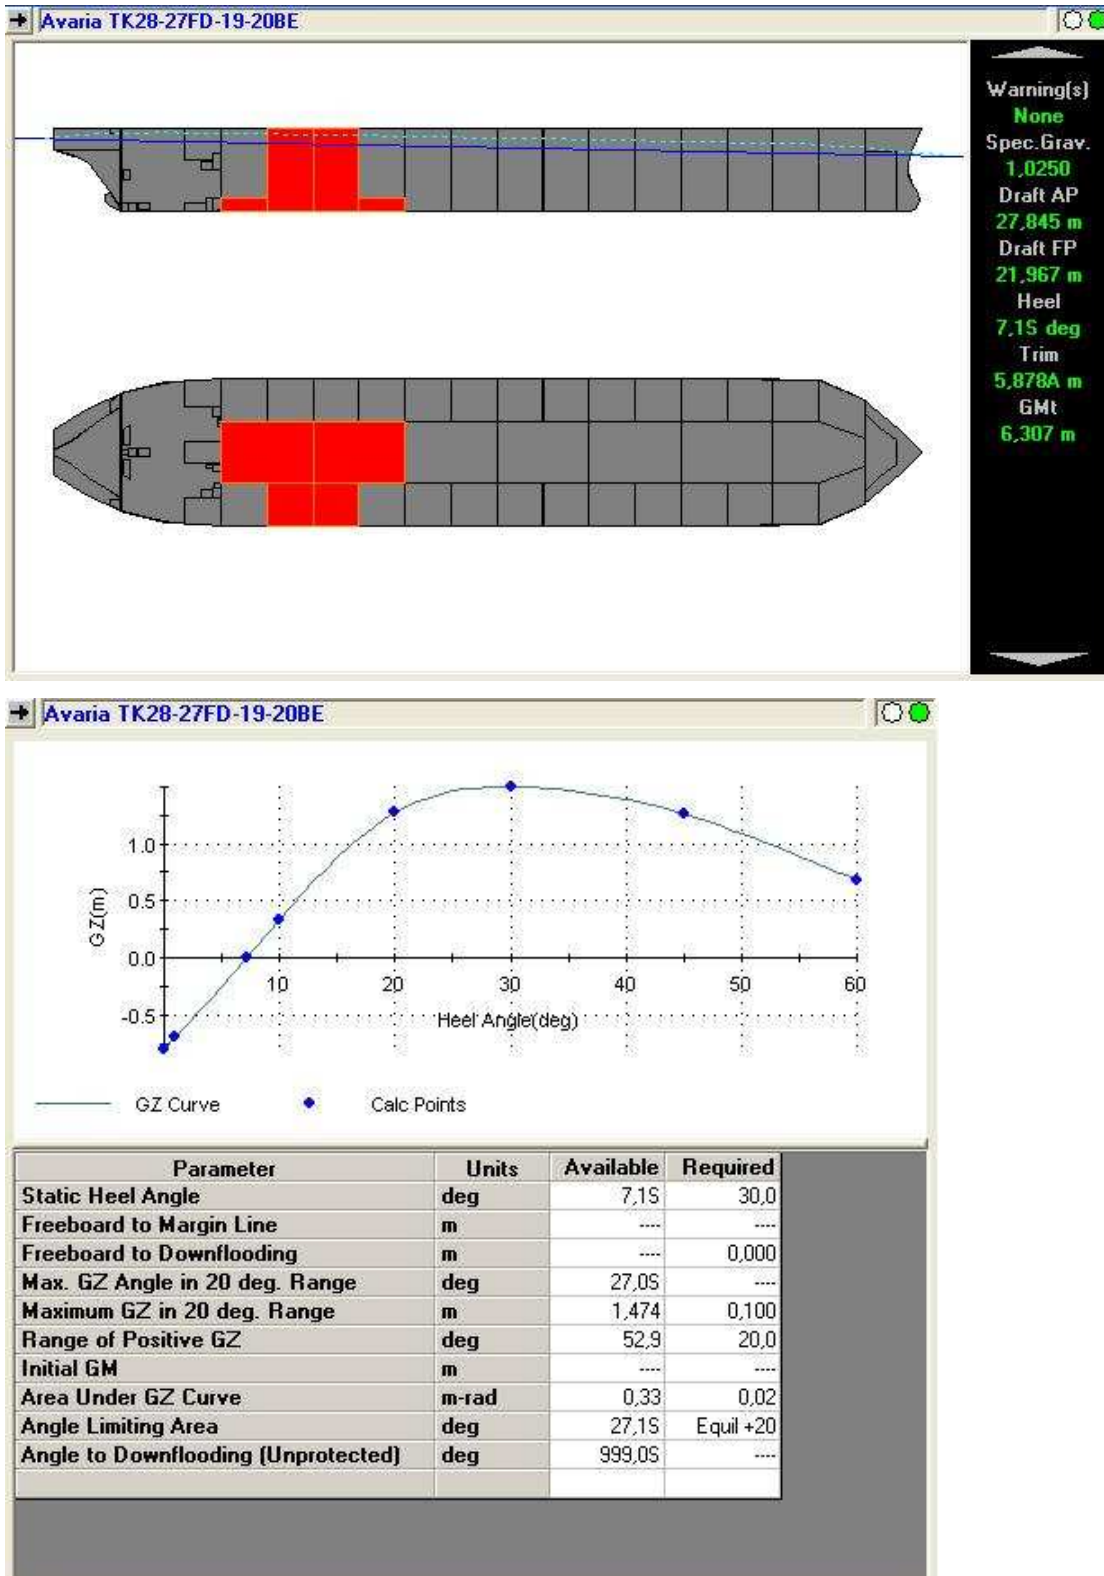 Avaria TK28-27FD-19-20BE
Warning(s)
None
Spec.Grav.
1,0250
Draft AP
27,845 m
Draft FP
21,967 m
Heel
7,1S deg
Trim
5,878A m
GMt
6,307 m
Avaria TK28-27FD-19-20BE
1.0
0.5
0.0
-0.5
GZ(m)
10 20 30 40 50 60
Heel Angle(deg)
GZ Curve Calc Points
Parameter Units Available Required
Static Heel Angle deg 7,1S 30,0
Freeboard to Margin Line m ---- ----
Freeboard to Downflooding m ---- 0,000
Max. GZ Angle in 20 deg. Range deg 27,0S ----
Maximum GZ in 20 deg. Range m 1,474 0,100
Range of Positive GZ deg 52,9 20,0
Initial GM m ---- ----
Area Under GZ Curve m-rad 0,33 0,02
Angle Limiting Area deg 27,1S Equil +20
Angle to Downflooding (Unprotected) deg 999,0S ----